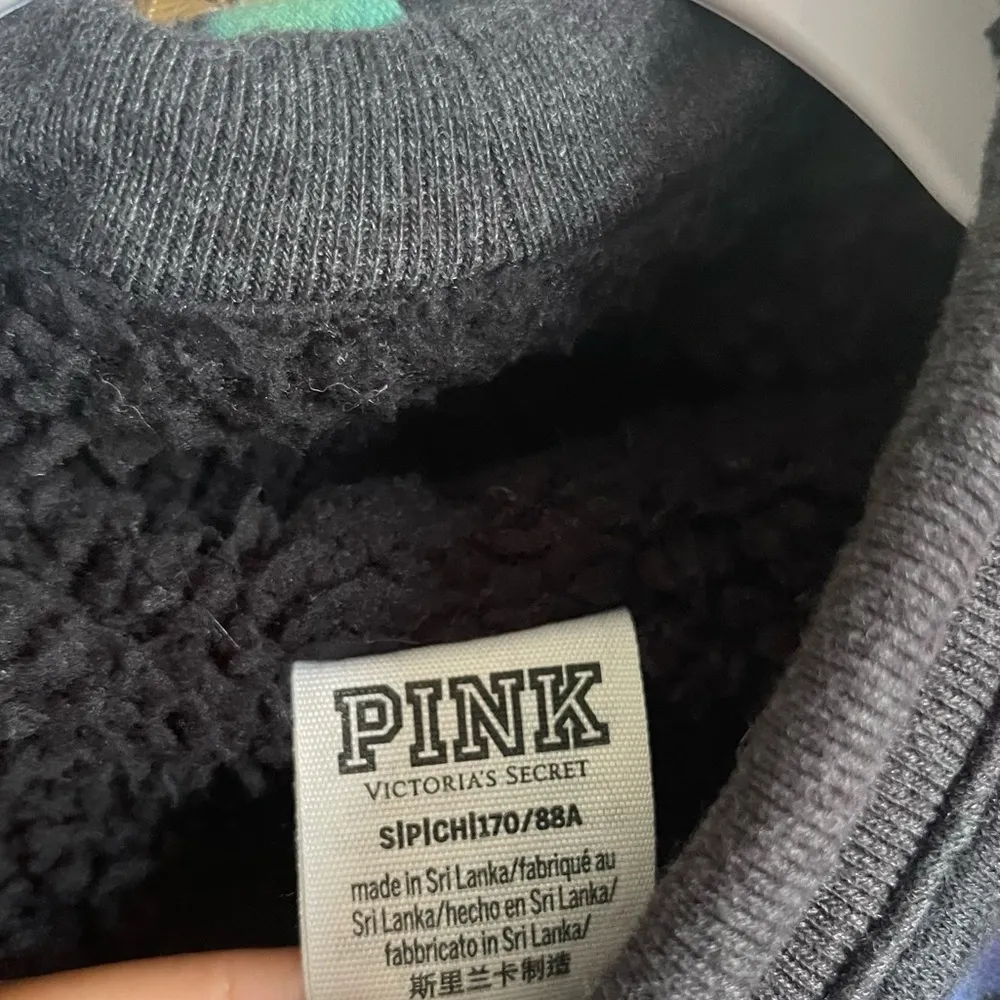 PINK
VICTORIA'S SECRET
S|P|CH|170/88A
made in Sri Lanka/fabriqué au
Sri Lanka/hecho en Sri Lanka/
fabbricato in Sri Lanka/
斯里兰卡制造